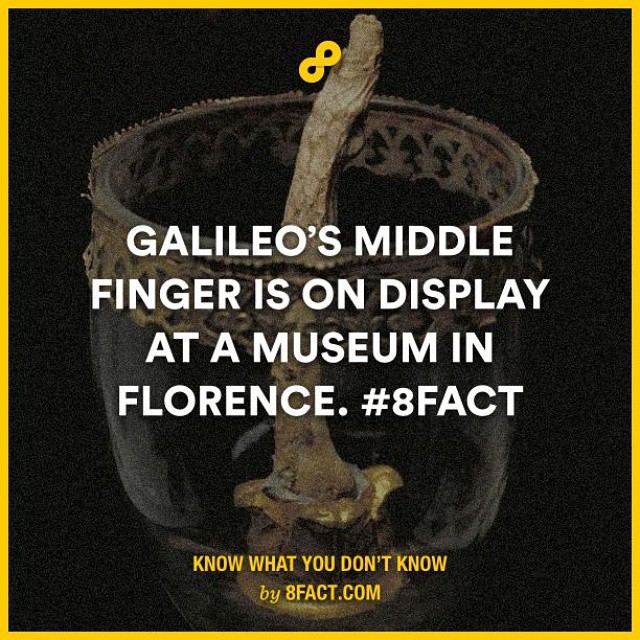 GALILEO’S MIDDLE
FINGER IS ON DISPLAY
AT A MUSEUM IN
FLORENCE. #8FACT
KNOW WHAT YOU DON’T KNOW
by 8FACT.COM